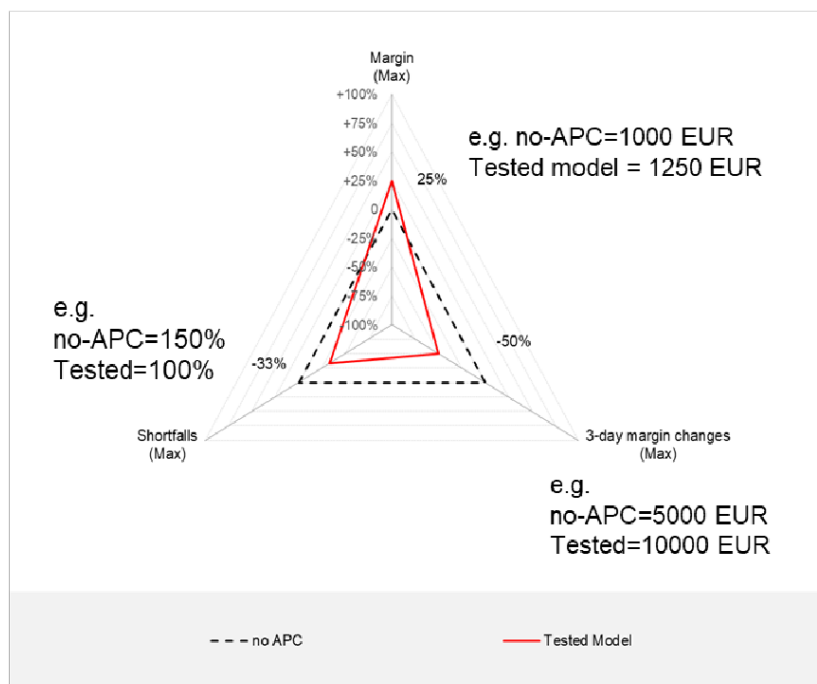 Margin
(Max)
+100%
+75%
+50%
+25%
0
-25%
-50%
-75%
-100%
e.g. no-APC=1000 EUR
Tested model = 1250 EUR
25%
e.g.
no-APC=150%
Tested=100%
-33%
-50%
Shortfalls
(Max)
3-day margin changes
(Max)
e.g.
no-APC=5000 EUR
Tested=10000 EUR
no APC
Tested Model